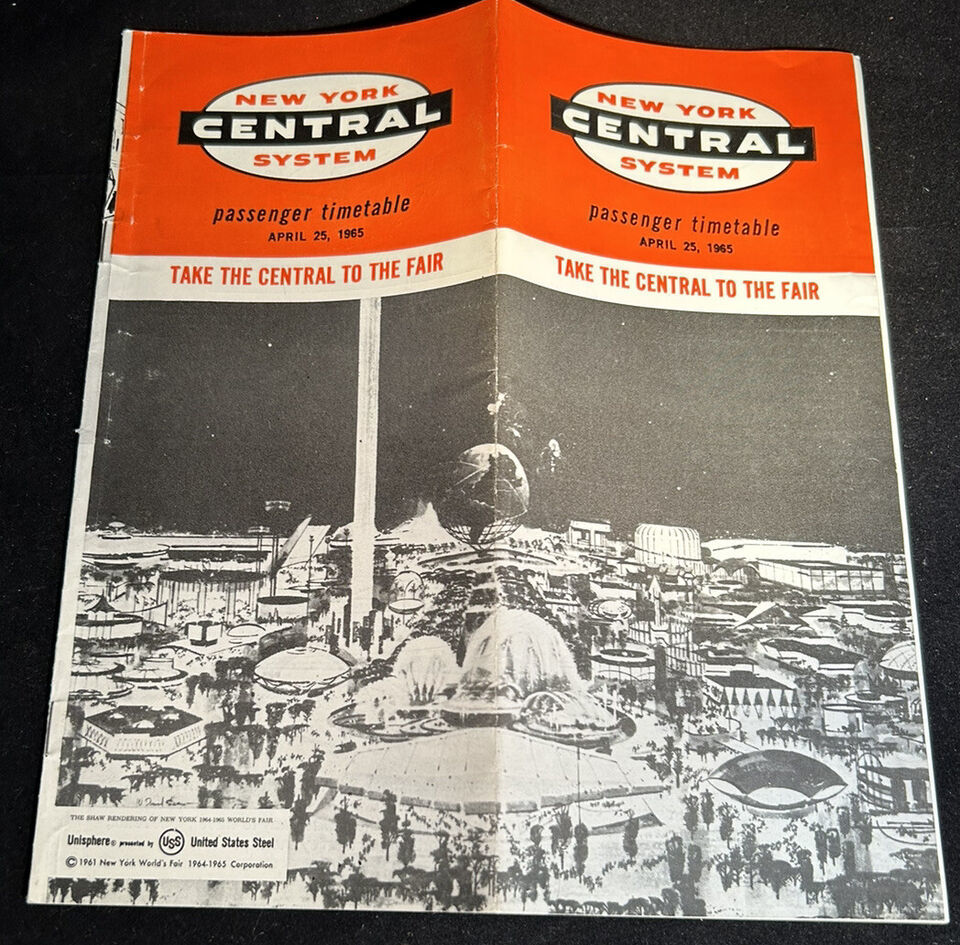 NEW YORK
CENTRAL
SYSTEM
passenger timetable
APRIL 25, 1965
TAKE THE CENTRAL TO THE FAIR
NEW YORK
CENTRAL
SYSTEM
passenger timetable
APRIL 25, 1965
TAKE THE CENTRAL TO THE FAIR
THE SHAW RENDERING OF NEW YORK 1964-1965 WORLD'S FAIR
Unisphere® presented by USS United States Steel
© 1961 New York World's Fair 1964-1965 Corporation